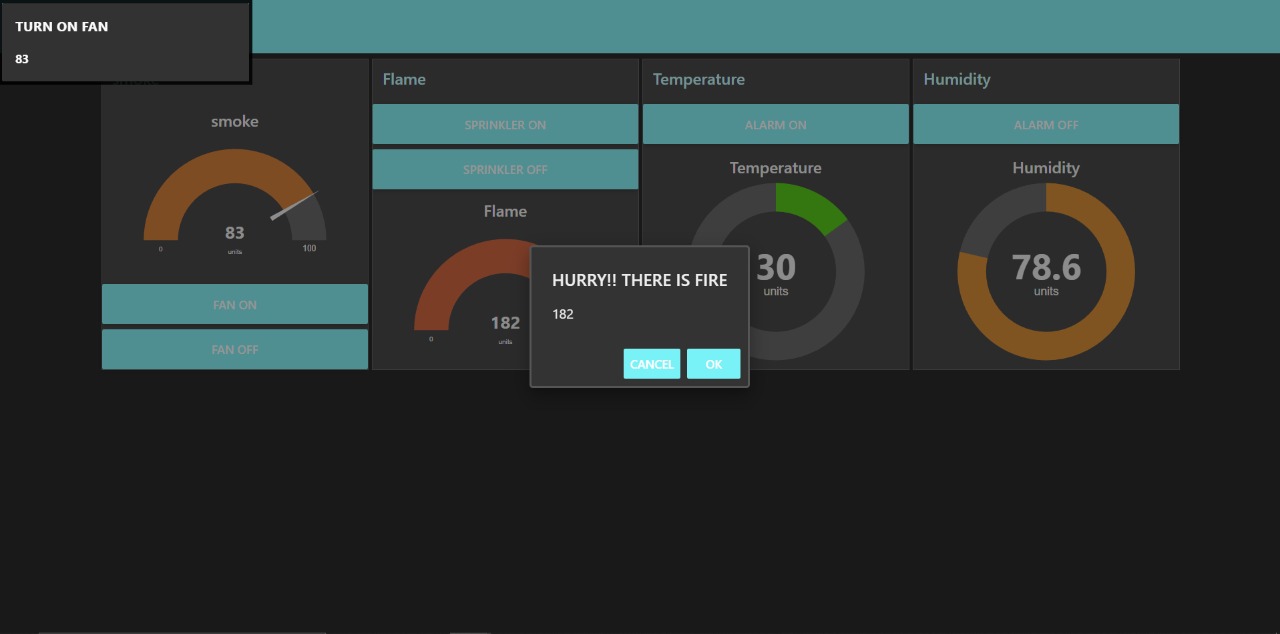 TURN ON FAN
83
smoke
83
units
0
100
FAN ON
FAN OFF
Flame
SPRINKLER ON
SPRINKLER OFF
Flame
182
units
0
HURRY!! THERE IS FIRE
182
CANCEL
OK
Temperature
ALARM ON
Temperature
30
units
Humidity
ALARM OFF
Humidity
78.6
units